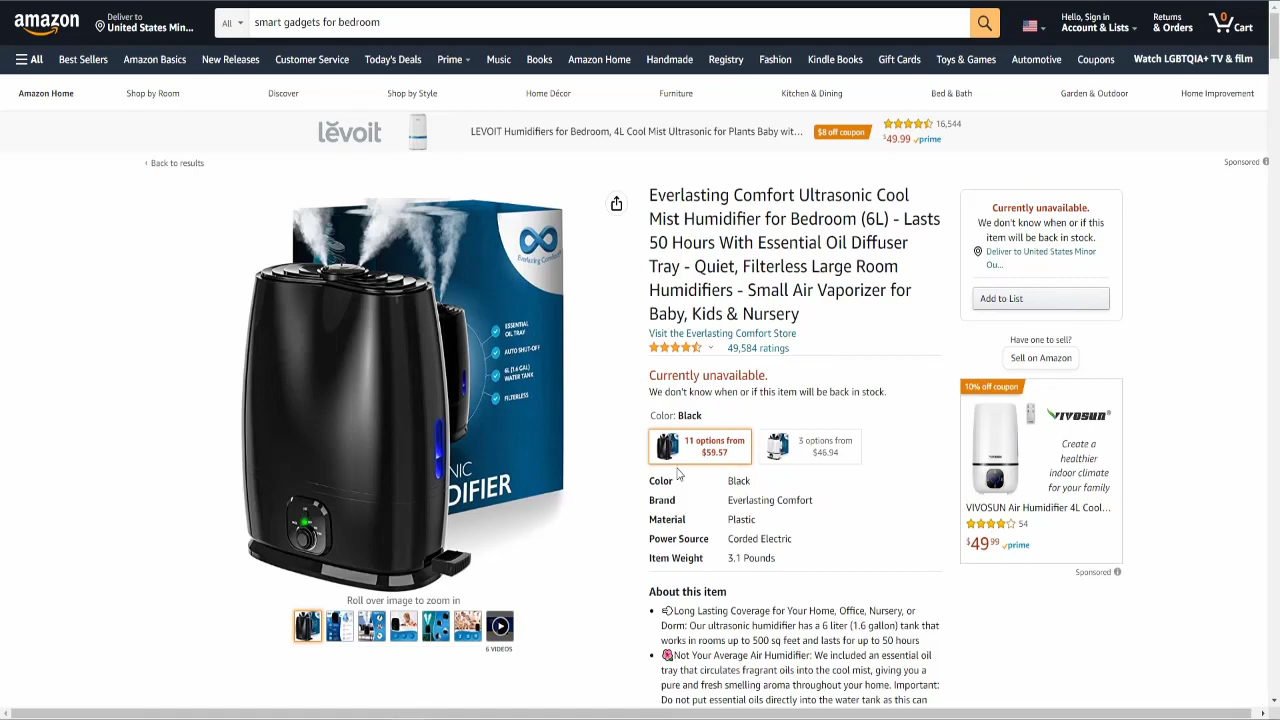 amazon
Deliver to
United States Min...
All
smart gadgets for bedroom
Hello, Sign in
Account & Lists
Returns
& Orders
0
Cart
All
Best Sellers
Amazon Basics
New Releases
Customer Service
Today's Deals
Prime
Music
Books
Amazon Home
Handmade
Registry
Fashion
Kindle Books
Gift Cards
Toys & Games
Automotive
Coupons
Watch LGBTQIA+ TV & film
Amazon Home
Shop by Room
Discover
Shop by Style
Home Décor
Furniture
Kitchen & Dining
Bed & Bath
Garden & Outdoor
Home Improvement
levoit
LEVOIT Humidifiers for Bedroom, 4L Cool Mist Ultrasonic for Plants Baby wit...
$8 off coupon
16,544
$49.99 prime
‹ Back to results
Sponsored
Everlasting Comfort
ESSENTIAL
OIL TRAY
AUTO SHUT-OFF
6L (1.6 GAL)
WATER TANK
FILTERLESS
NIC
DIFIER
Roll over image to zoom in
6 VIDEOS
Everlasting Comfort Ultrasonic Cool
Mist Humidifier for Bedroom (6L) - Lasts
50 Hours With Essential Oil Diffuser
Tray - Quiet, Filterless Large Room
Humidifiers - Small Air Vaporizer for
Baby, Kids & Nursery
Visit the Everlasting Comfort Store
49,584 ratings
Currently unavailable.
We don't know when or if this item will be back in stock.
Color: Black
11 options from
$59.57
3 options from
$46.94
Color Black
Brand Everlasting Comfort
Material Plastic
Power Source Corded Electric
Item Weight 3.1 Pounds
About this item
• Long Lasting Coverage for Your Home, Office, Nursery, or
Dorm: Our ultrasonic humidifier has a 6 liter (1.6 gallon) tank that
works in rooms up to 500 sq feet and lasts for up to 50 hours
• 🌺Not Your Average Air Humidifier: We included an essential oil
tray that circulates fragrant oils into the cool mist, giving you a
pure and fresh smelling aroma throughout your home. Important:
Do not put essential oils directly into the water tank as this can
Currently unavailable.
We don't know when or if this
item will be back in stock.
Deliver to United States Minor
Ou...
Add to List
Have one to sell?
Sell on Amazon
10% off coupon
VIVOSUN
Create a
healthier
indoor climate
for your family
VIVOSUN Air Humidifier 4L Cool...
54
$49.99 prime
Sponsored